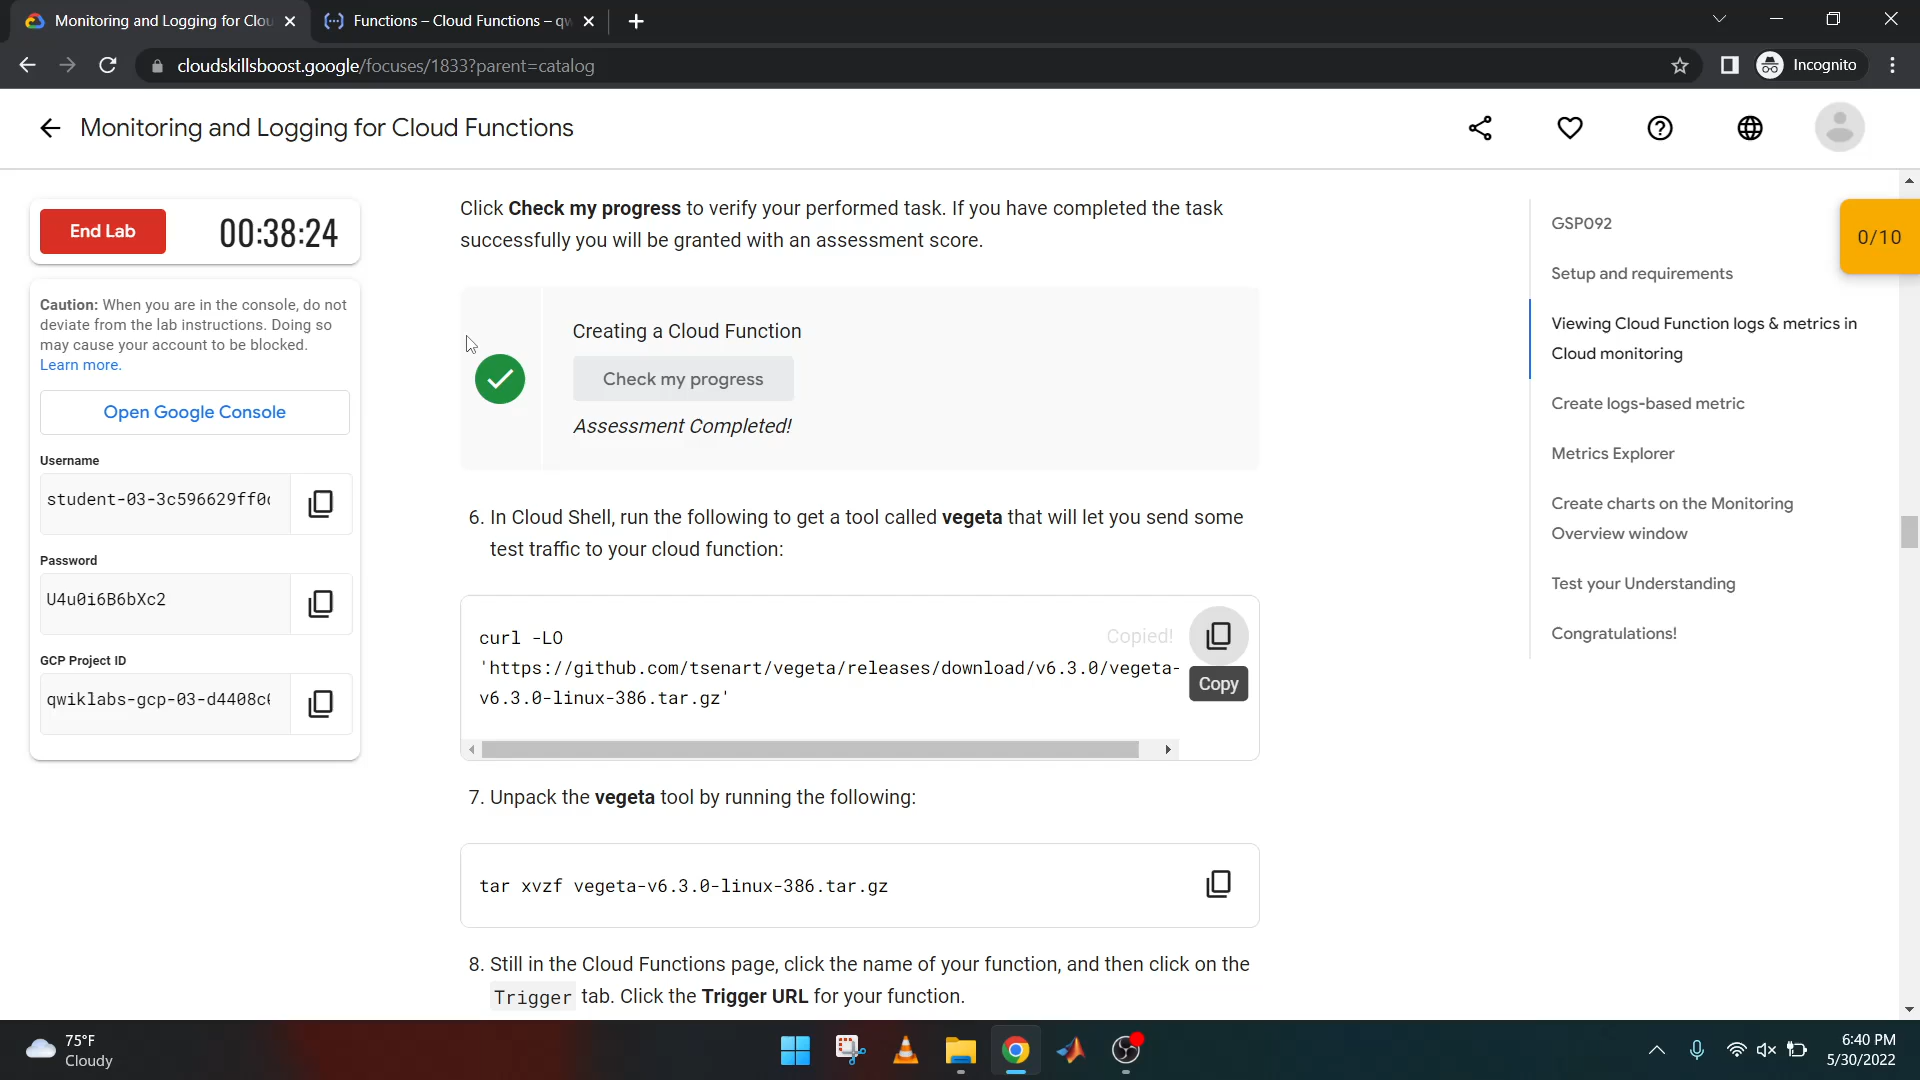 Monitoring and Logging for Clou
Functions – Cloud Functions – qw
cloudskillsboost.google/focuses/1833?parent=catalog
Incognito
Monitoring and Logging for Cloud Functions
End Lab
00:38:24
Caution: When you are in the console, do not
deviate from the lab instructions. Doing so
may cause your account to be blocked.
Learn more.
Open Google Console
Username
student-03-3c596629ff0c
Password
U4u0i6B6bXc2
GCP Project ID
qwiklabs-gcp-03-d4408c6
Click Check my progress to verify your performed task. If you have completed the task
successfully you will be granted with an assessment score.
Creating a Cloud Function
Check my progress
Assessment Completed!
6. In Cloud Shell, run the following to get a tool called vegeta that will let you send some
test traffic to your cloud function:
curl -LO
'https://github.com/tsenart/vegeta/releases/download/v6.3.0/vegeta-
v6.3.0-linux-386.tar.gz'
Copied!
Copy
7. Unpack the vegeta tool by running the following:
tar xvzf vegeta-v6.3.0-linux-386.tar.gz
8. Still in the Cloud Functions page, click the name of your function, and then click on the
Trigger tab. Click the Trigger URL for your function.
GSP092
Setup and requirements
Viewing Cloud Function logs & metrics in
Cloud monitoring
Create logs-based metric
Metrics Explorer
Create charts on the Monitoring
Overview window
Test your Understanding
Congratulations!
0/10
75°F
Cloudy
6:40 PM
5/30/2022